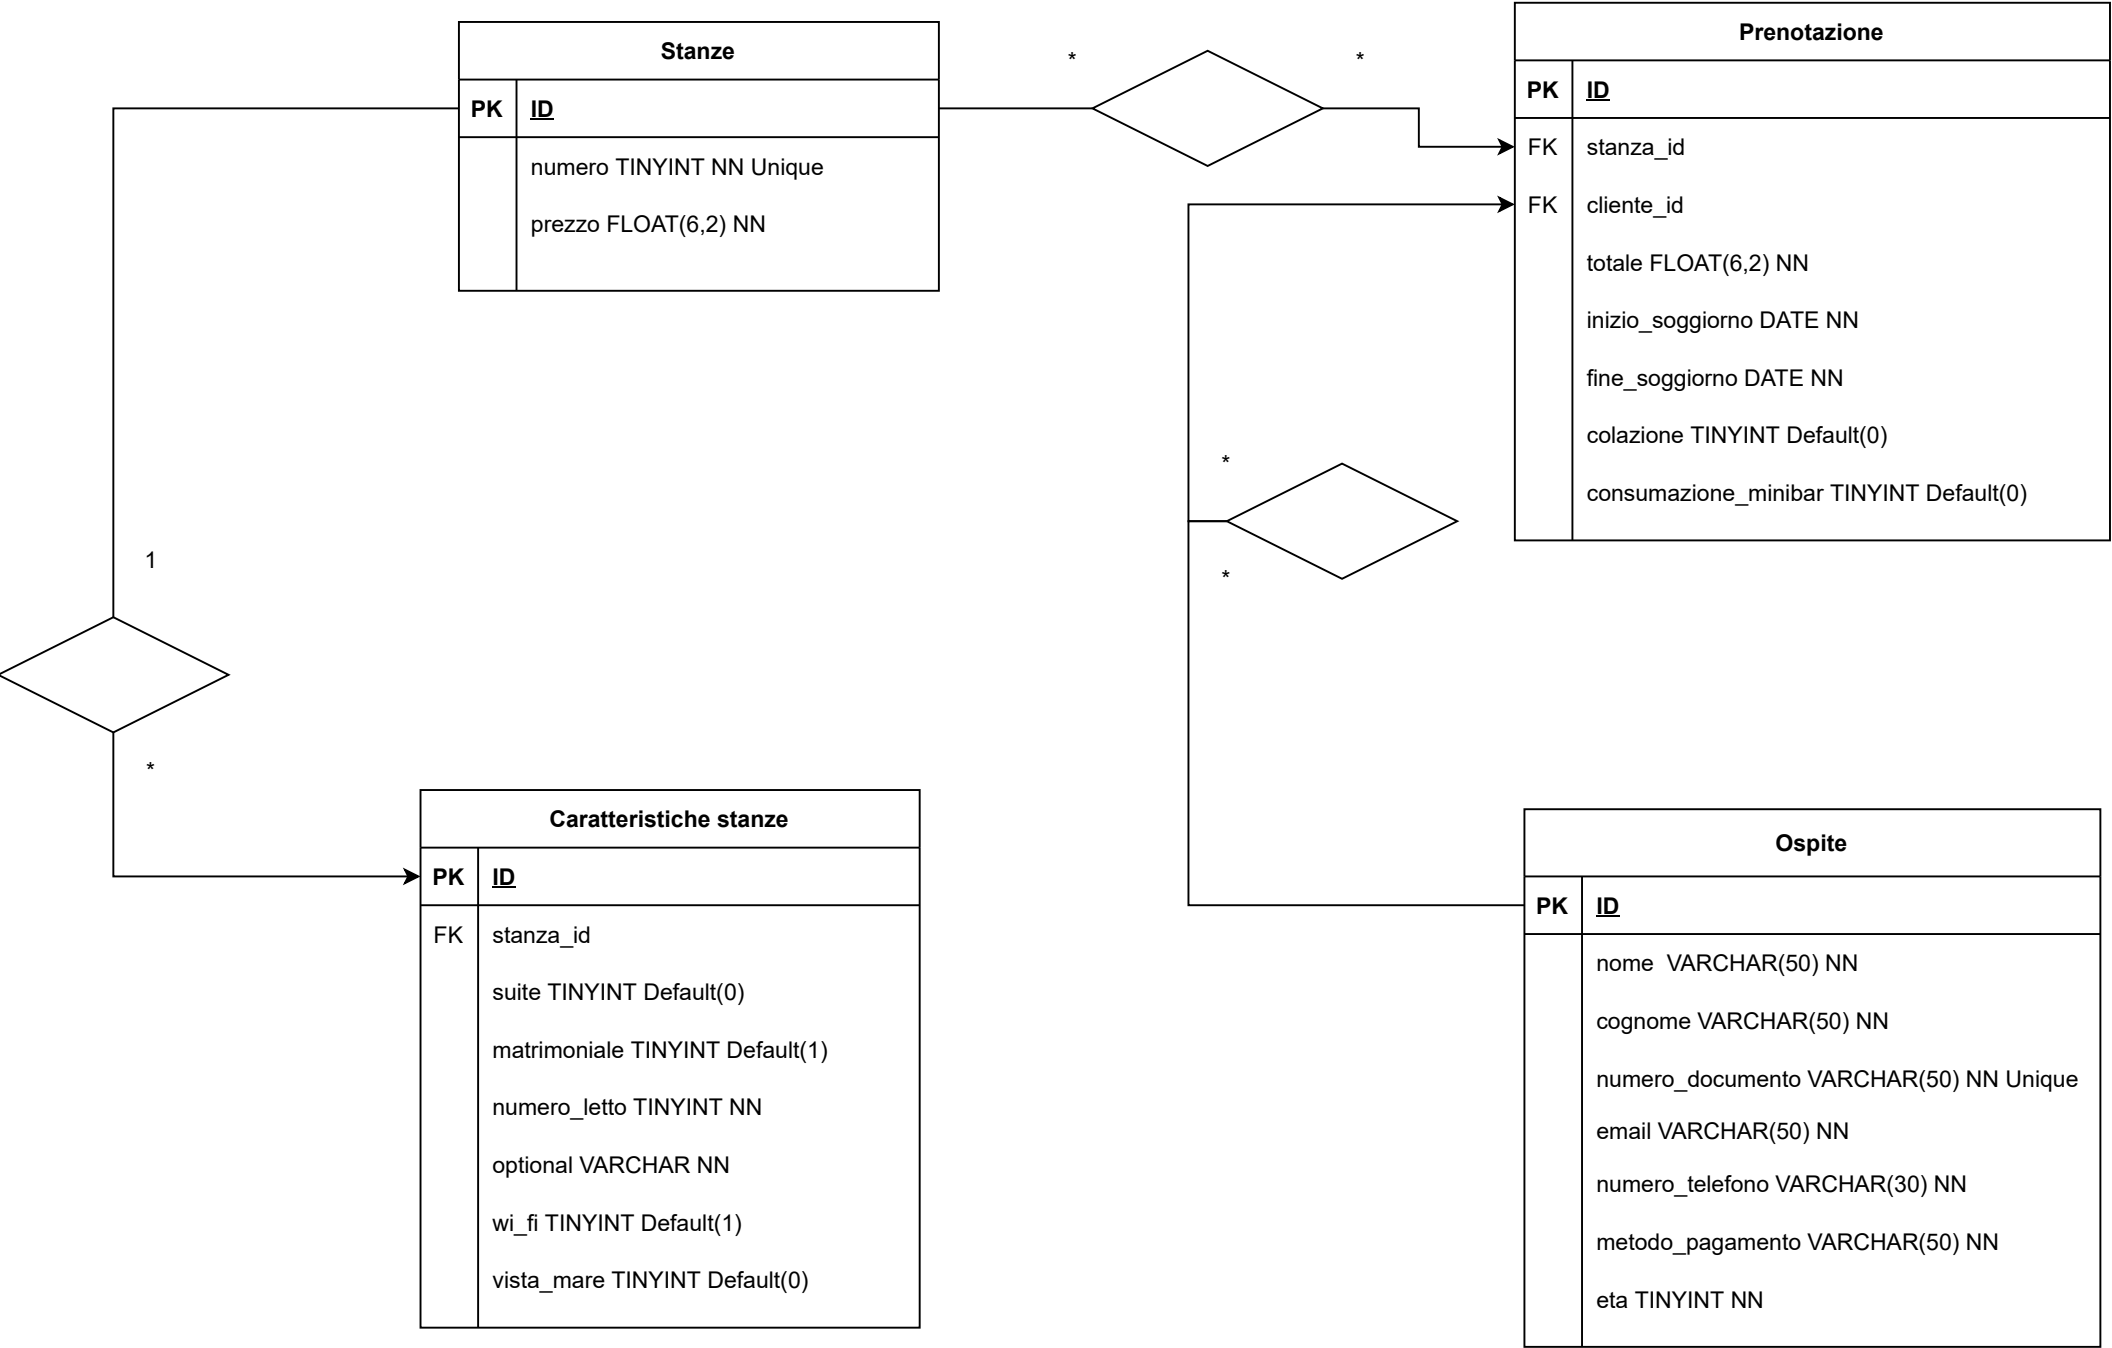 Stanze
PK ID
numero TINYINT NN Unique
prezzo FLOAT(6,2) NN
*
*
Prenotazione
PK ID
FK stanza_id
FK cliente_id
totale FLOAT(6,2) NN
inizio_soggiorno DATE NN
fine_soggiorno DATE NN
colazione TINYINT Default(0)
consumazione_minibar TINYINT Default(0)
*
*
1
*
Caratteristiche stanze
PK ID
FK stanza_id
suite TINYINT Default(0)
matrimoniale TINYINT Default(1)
numero_letto TINYINT NN
optional VARCHAR NN
wi_fi TINYINT Default(1)
vista_mare TINYINT Default(0)
Ospite
PK ID
nome  VARCHAR(50) NN
cognome VARCHAR(50) NN
numero_documento VARCHAR(50) NN Unique
email VARCHAR(50) NN
numero_telefono VARCHAR(30) NN
metodo_pagamento VARCHAR(50) NN
eta TINYINT NN